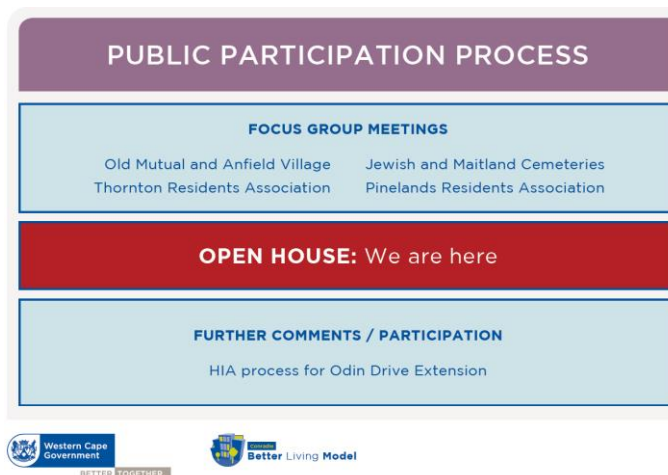 PUBLIC PARTICIPATION PROCESS
FOCUS GROUP MEETINGS
Old Mutual and Anfield Village
Thornton Residents Association
Jewish and Maitland Cemeteries
Pinelands Residents Association
OPEN HOUSE: We are here
FURTHER COMMENTS / PARTICIPATION
HIA process for Odin Drive Extension
Western Cape
Government
BETTER TOGETHER.
Conradie
Better Living Model